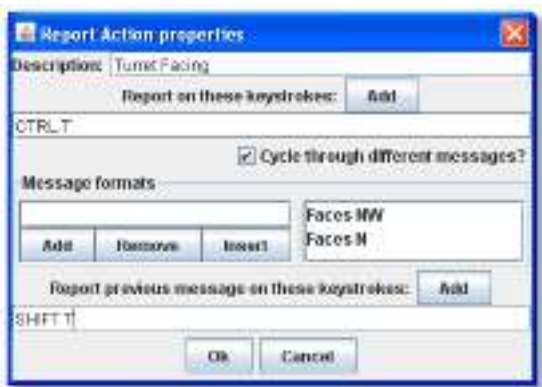 Report Action properties
Description: Turret Facing
Report on these keystrokes: Add
CTRL T
Cycle through different messages?
Message formats
Faces NW
Faces N
Add Remove Insert
Report previous message on these keystrokes: Add
SHIFT T
Ok Cancel